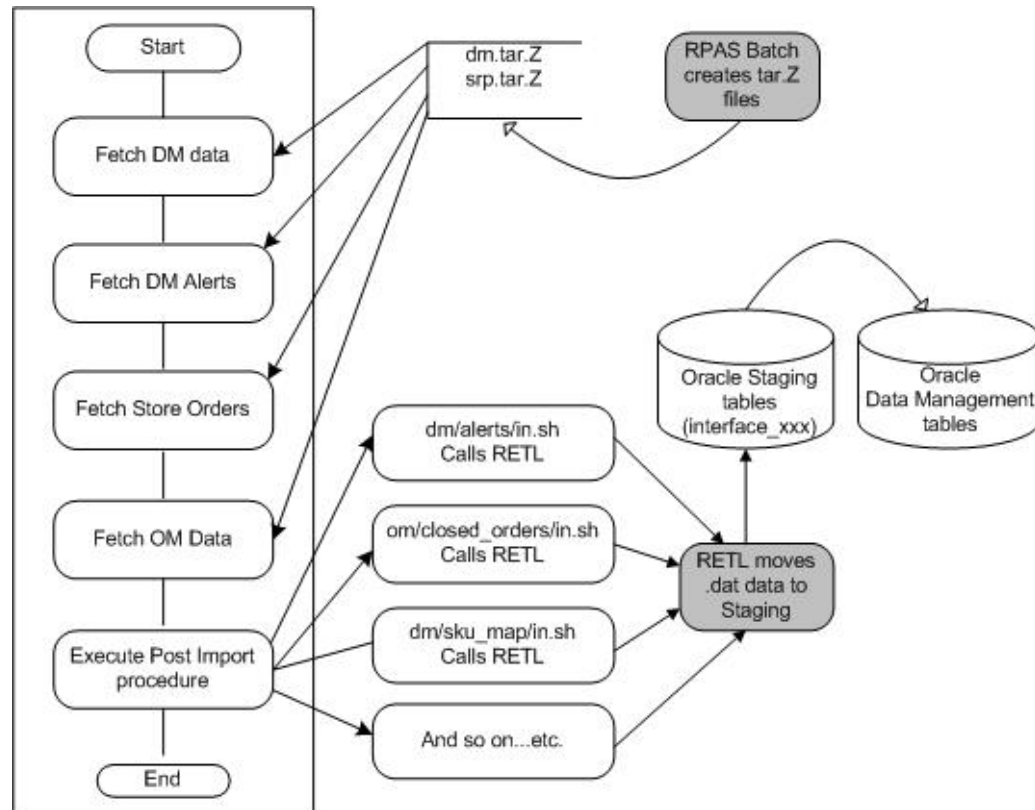 Start
Fetch DM data
Fetch DM Alerts
Fetch Store Orders
Fetch OM Data
Execute Post Import
procedure
End
dm.tar.Z
srp.tar.Z
RPAS Batch
creates tar.Z
files
Oracle Staging
tables
(interface_xxx)
Oracle
Data Management
tables
dm/alerts/in.sh
Calls RETL
om/closed_orders/in.sh
Calls RETL
dm/sku_map/in.sh
Calls RETL
And so on...etc.
RETL moves
.dat data to
Staging